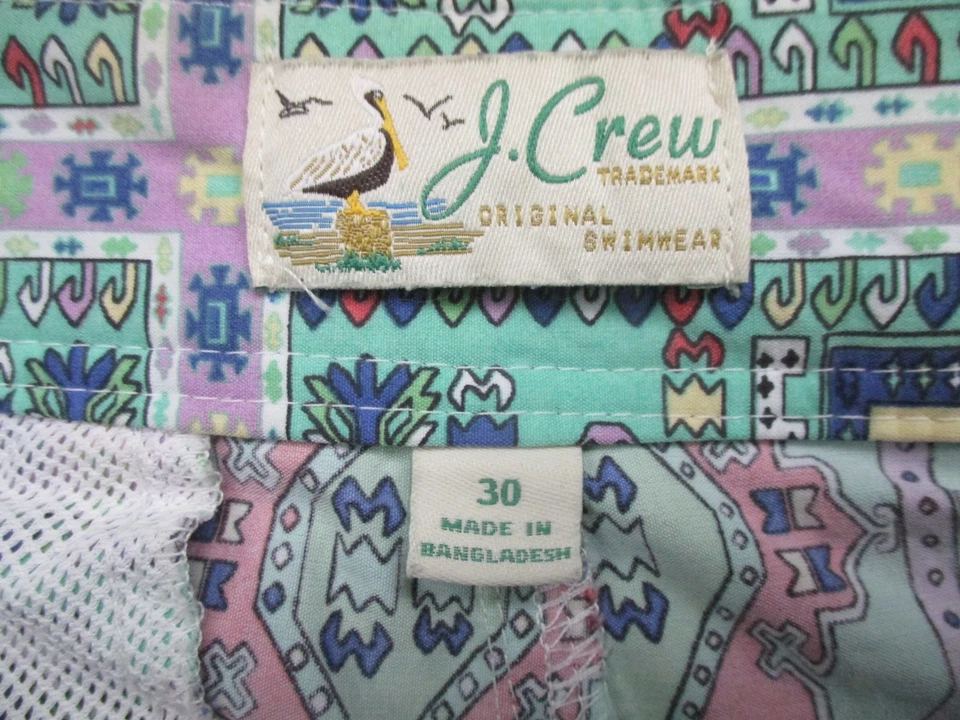 J.Crew
TRADEMARK
ORIGINAL
SWIMWEAR
30
MADE IN
BANGLADESH